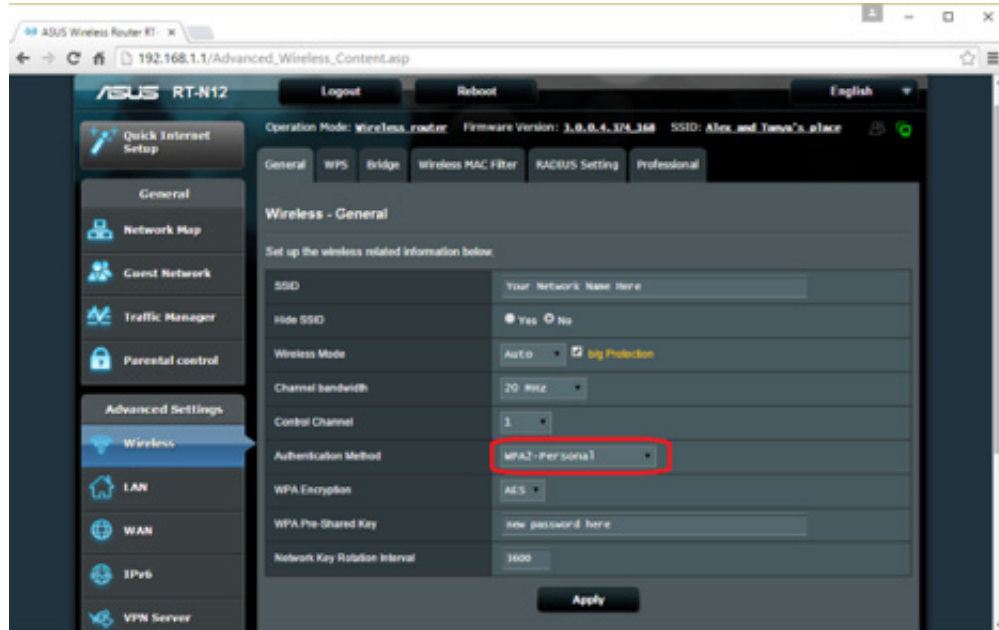 ASUS Wireless Router RT-
192.168.1.1/Advanced_Wireless_Content.asp
ASUS RT-N12
Logout
Reboot
English
Quick Internet
Setup
Operation Mode: Wireless router Firmware Version: 3.0.0.4.374_168 SSID: Alex and Tanya's place
General WPS Bridge Wireless MAC Filter RADIUS Setting Professional
General
Network Map
Guest Network
Traffic Manager
Parental control
Advanced Settings
Wireless
LAN
WAN
IPv6
VPN Server
Wireless - General
Set up the wireless related information below.
SSID Your Network Name Here
Hide SSID Yes No
Wireless Mode Auto b/g Protection
Channel bandwidth 20 MHz
Control Channel 1
Authentication Method WPA2-Personal
WPA Encryption AES
WPA Pre-Shared Key new password here
Network Key Rotation Interval 3600
Apply